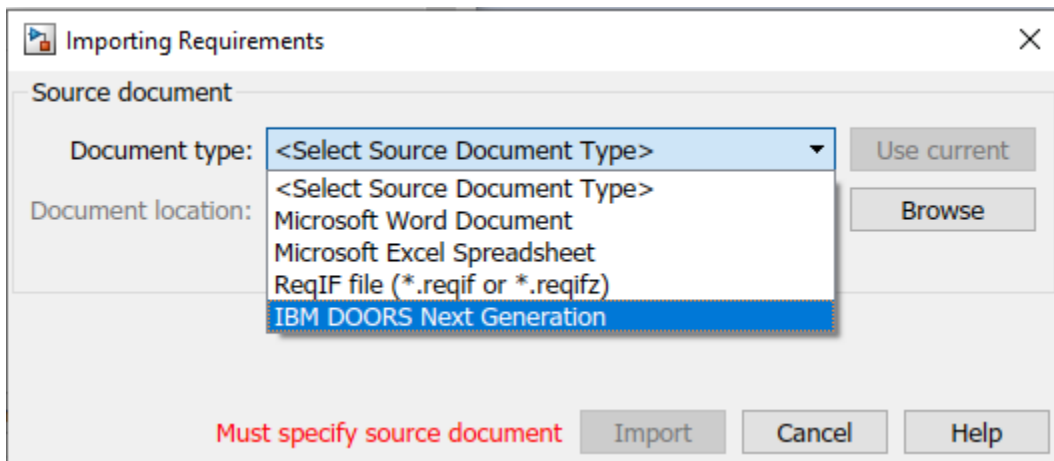 Importing Requirements
Source document
Document type: <Select Source Document Type> Use current
<Select Source Document Type>
Document location: Browse
Microsoft Word Document
Microsoft Excel Spreadsheet
ReqIF file (*.reqif or *.reqifz)
IBM DOORS Next Generation
Must specify source document Import Cancel Help